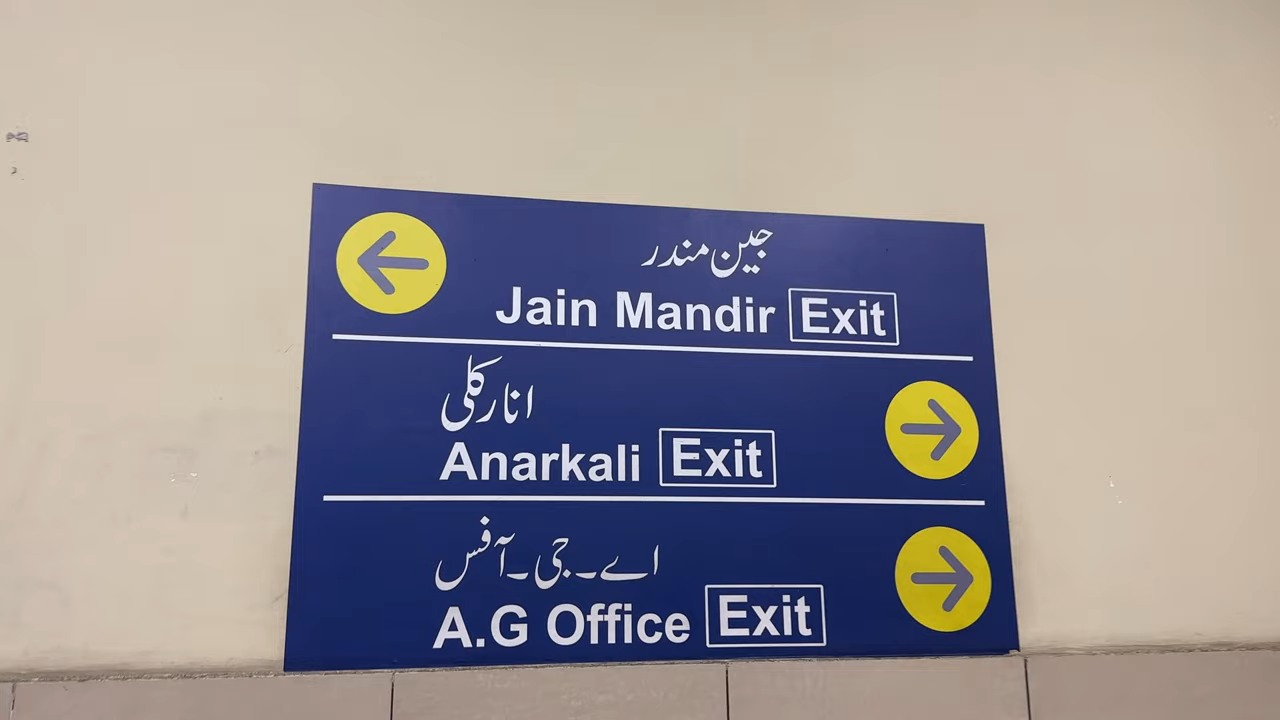 جین مندر
Jain Mandir Exit
انارکلی
Anarkali Exit
اے۔جی۔آفس
A.G Office Exit